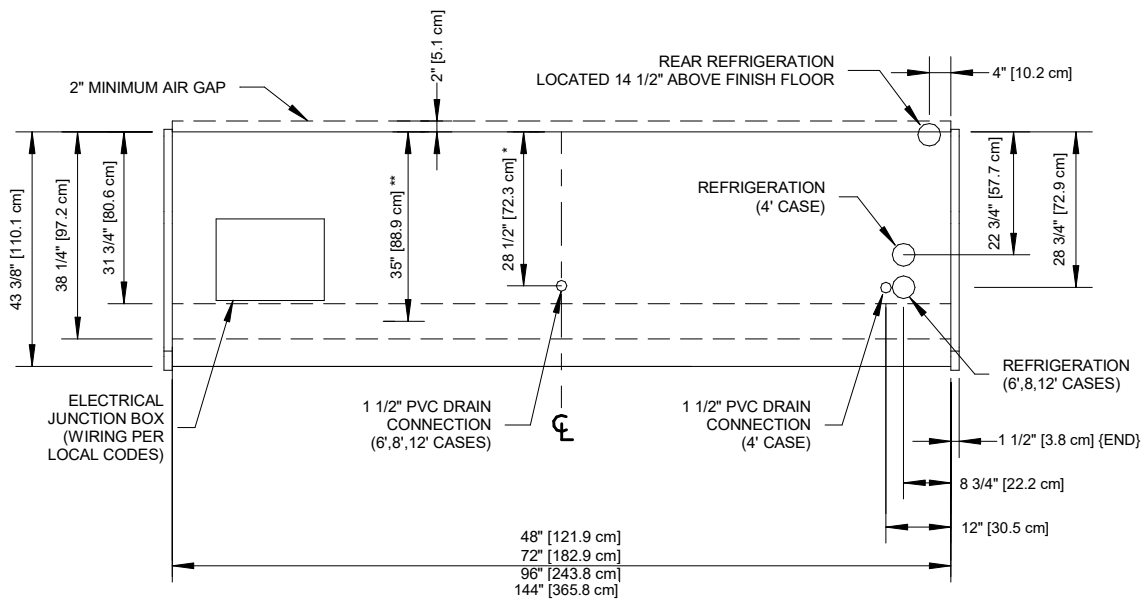 2" MINIMUM AIR GAP
2" [5.1 cm]
REAR REFRIGERATION
LOCATED 14 1/2" ABOVE FINISH FLOOR
4" [10.2 cm]
43 3/8" [110.1 cm]
38 1/4" [97.2 cm]
31 3/4" [80.6 cm]
35" [88.9 cm] **
28 1/2" [72.3 cm] *
REFRIGERATION
(4' CASE)
22 3/4" [57.7 cm]
28 3/4" [72.9 cm]
ELECTRICAL
JUNCTION BOX
(WIRING PER
LOCAL CODES)
1 1/2" PVC DRAIN
CONNECTION
(6',8',12' CASES)
℄
1 1/2" PVC DRAIN
CONNECTION
(4' CASE)
REFRIGERATION
(6',8,12' CASES)
1 1/2" [3.8 cm] {END}
8 3/4" [22.2 cm]
12" [30.5 cm]
48" [121.9 cm]
72" [182.9 cm]
96" [243.8 cm]
144" [365.8 cm]